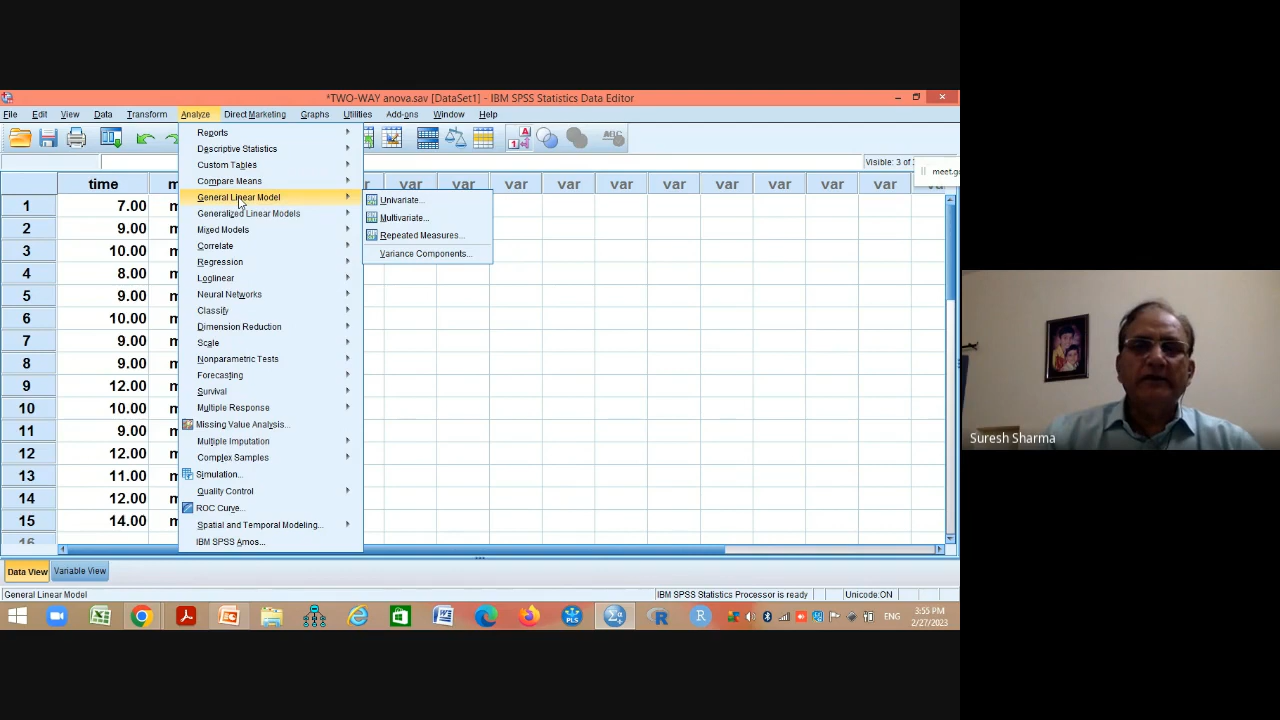 *TWO-WAY anova.sav [DataSet1] - IBM SPSS Statistics Data Editor
File Edit View Data Transform Analyze Direct Marketing Graphs Utilities Add-ons Window Help
Visible: 3 of
meet.g
time m var var var var var var var var var var
Reports
Descriptive Statistics
Custom Tables
Compare Means
General Linear Model
Generalized Linear Models
Mixed Models
Correlate
Regression
Loglinear
Neural Networks
Classify
Dimension Reduction
Scale
Nonparametric Tests
Forecasting
Survival
Multiple Response
Missing Value Analysis...
Multiple Imputation
Complex Samples
Simulation...
Quality Control
ROC Curve...
Spatial and Temporal Modeling...
IBM SPSS Amos...
Univariate...
Multivariate...
Repeated Measures...
Variance Components...
1 7.00 m
2 9.00 m
3 10.00 m
4 8.00 m
5 9.00 m
6 10.00 m
7 9.00 m
8 9.00 m
9 12.00 m
10 10.00 m
11 9.00 m
12 12.00 m
13 11.00 m
14 12.00 m
15 14.00 m
16
Data View Variable View
General Linear Model IBM SPSS Statistics Processor is ready Unicode:ON
PLS R R ENG
3:55 PM
2/27/2023
Suresh Sharma